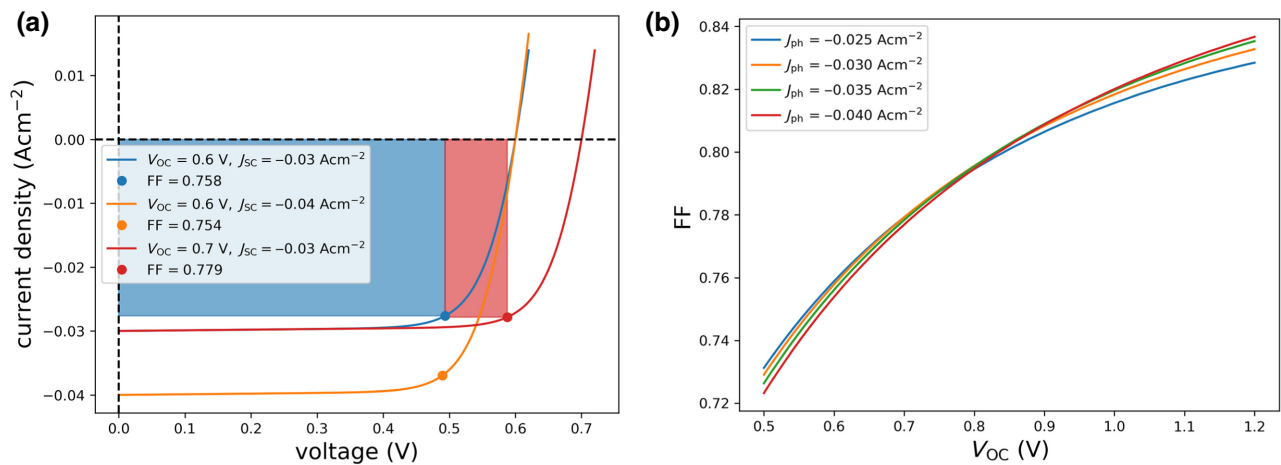 (a)
current density (Acm⁻²)
0.01
0.00
−0.01
−0.02
−0.03
−0.04
V_OC = 0.6 V, J_SC = −0.03 Acm⁻²
FF = 0.758
V_OC = 0.6 V, J_SC = −0.04 Acm⁻²
FF = 0.754
V_OC = 0.7 V, J_SC = −0.03 Acm⁻²
FF = 0.779
0.0 0.1 0.2 0.3 0.4 0.5 0.6 0.7
voltage (V)
(b)
FF
0.84
0.82
0.80
0.78
0.76
0.74
0.72
J_ph = −0.025 Acm⁻²
J_ph = −0.030 Acm⁻²
J_ph = −0.035 Acm⁻²
J_ph = −0.040 Acm⁻²
0.5 0.6 0.7 0.8 0.9 1.0 1.1 1.2
V_OC (V)